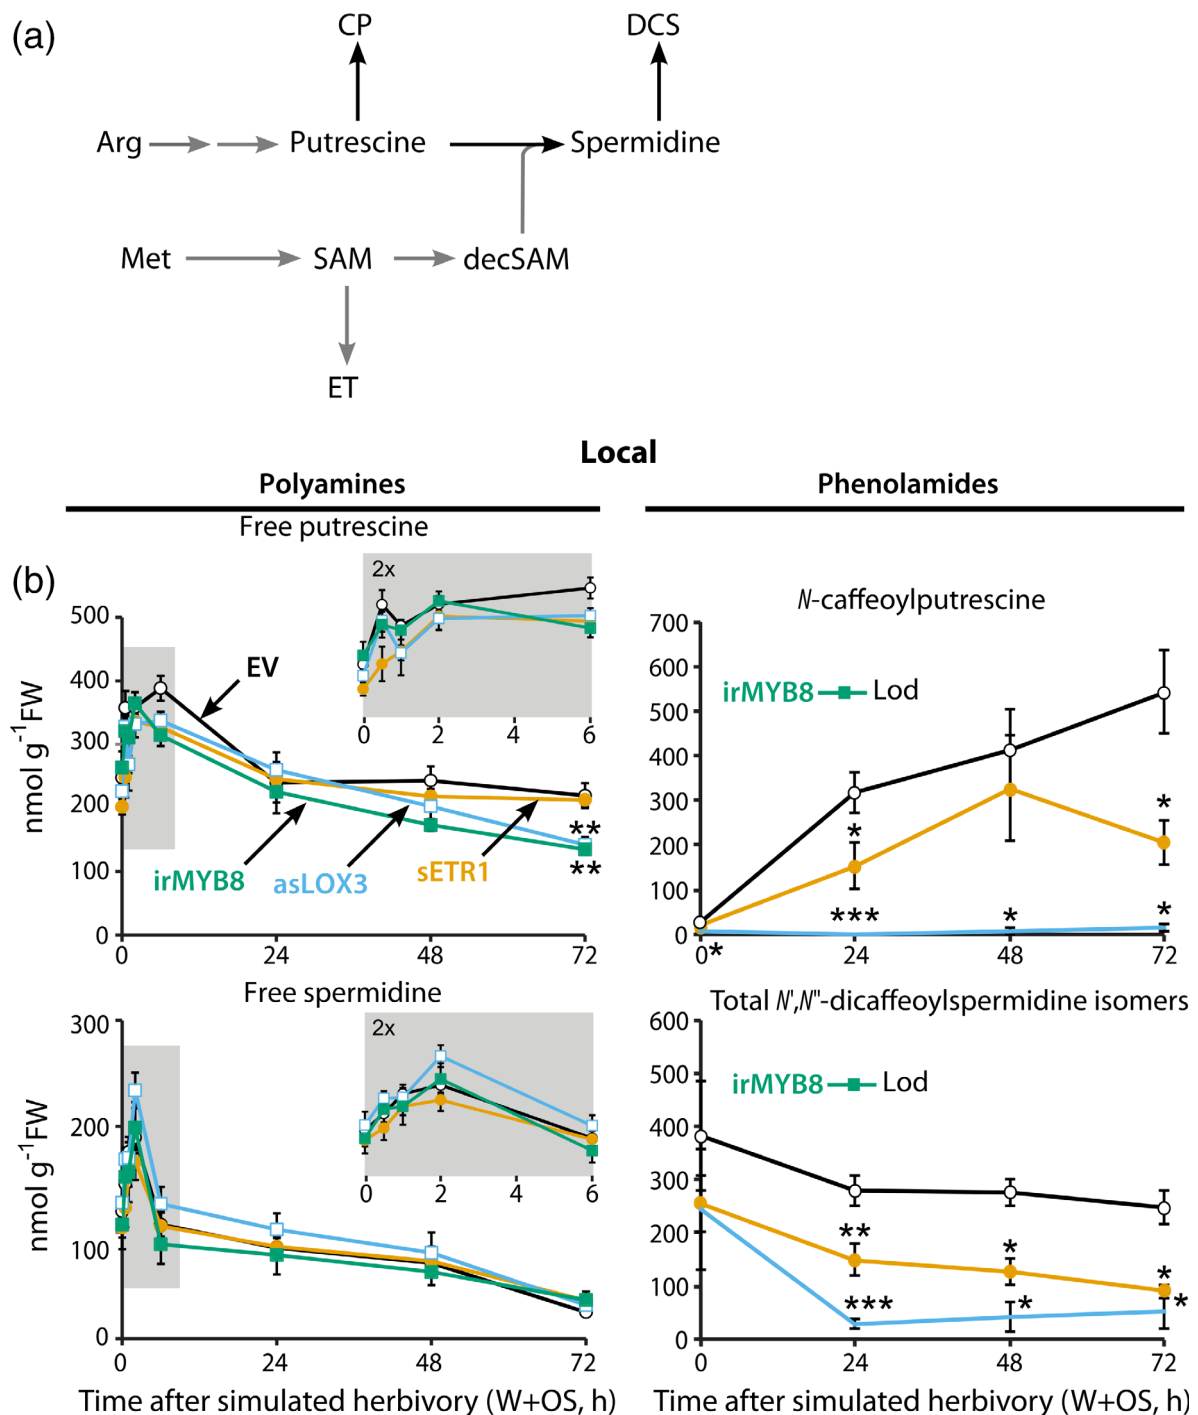 (a)
CP
DCS
Arg
Putrescine
Spermidine
Met
SAM
decSAM
ET
Local
Polyamines
Phenolamides
(b)
Free putrescine
2x
500
400
300
200
100
0
nmol g⁻¹FW
EV
irMYB8
asLOX3
sETR1
**
**
0 2 4 6
0 24 48 72
N-caffeoylputrescine
700
600
500
400
300
200
100
0
irMYB8 Lod
*
***
*
*
*
*
0 24 48 72
Free spermidine
2x
300
200
100
0
nmol g⁻¹FW
0 2 4 6
0 24 48 72
Time after simulated herbivory (W+OS, h)
Total N',N''-dicaffeoylspermidine isomers
600
500
400
300
200
100
0
irMYB8 Lod
**
*
*
***
*
*
0 24 48 72
Time after simulated herbivory (W+OS, h)